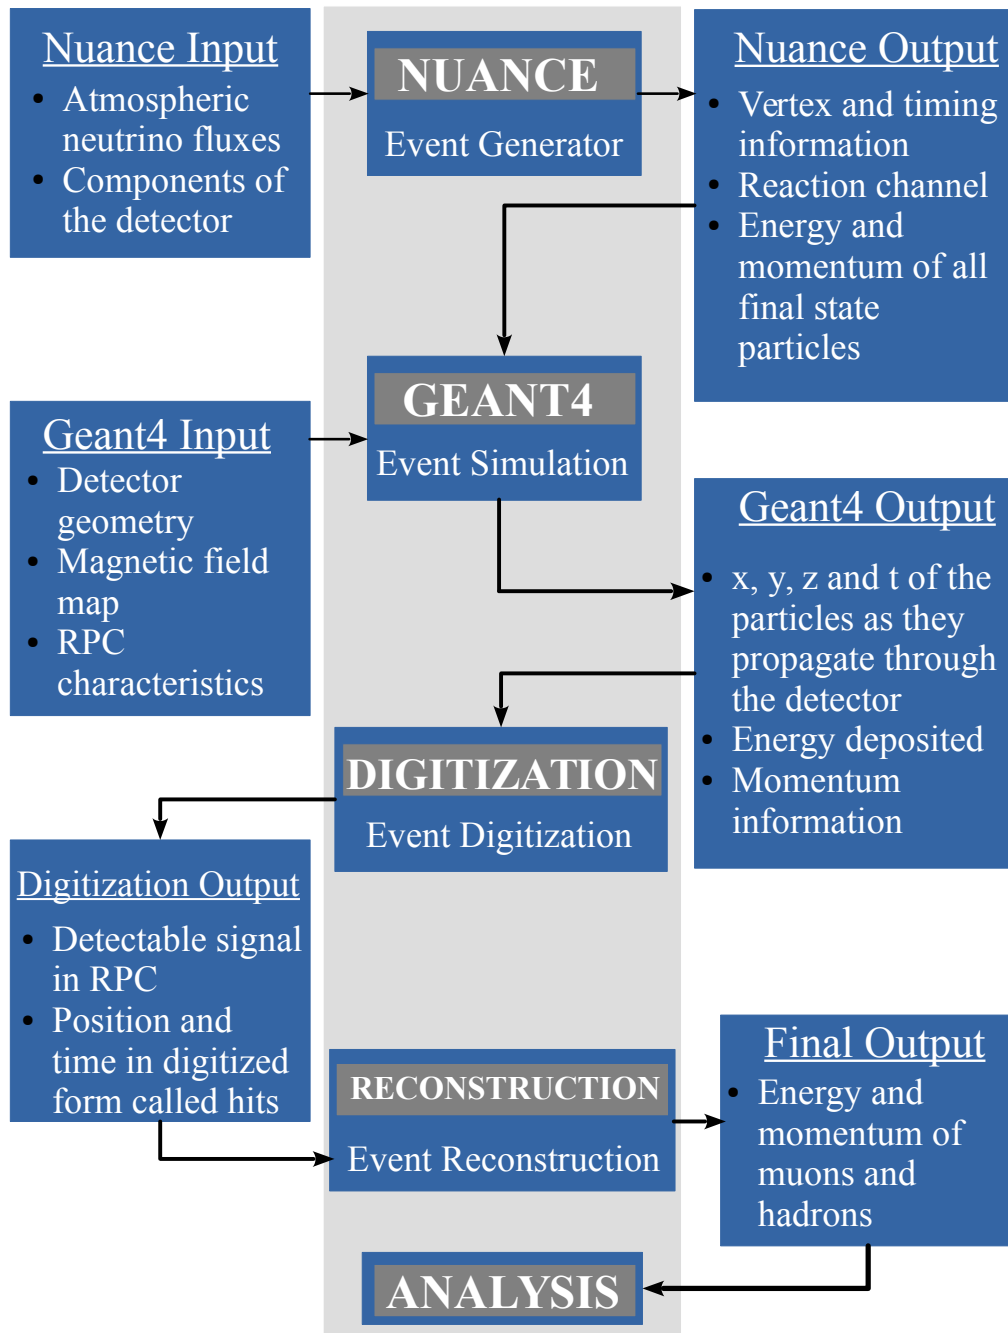 Nuance Input
• Atmospheric
neutrino fluxes
• Components of
the detector
NUANCE
Event Generator
Nuance Output
• Vertex and timing
information
• Reaction channel
• Energy and
momentum of all
final state
particles
GEANT4
Event Simulation
Geant4 Input
• Detector
geometry
• Magnetic field
map
• RPC
characteristics
Geant4 Output
• x, y, z and t of the
particles as they
propagate through
the detector
• Energy deposited
• Momentum
information
DIGITIZATION
Event Digitization
Digitization Output
• Detectable signal
in RPC
• Position and
time in digitized
form called hits
RECONSTRUCTION
Event Reconstruction
Final Output
• Energy and
momentum of
muons and
hadrons
ANALYSIS